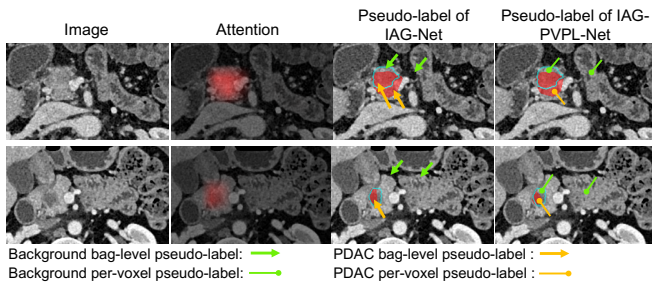 Image
Attention
Pseudo-label of
IAG-Net
Pseudo-label of IAG-
PVPL-Net
Background bag-level pseudo-label:
PDAC bag-level pseudo-label :
Background per-voxel pseudo-label:
PDAC per-voxel pseudo-label :